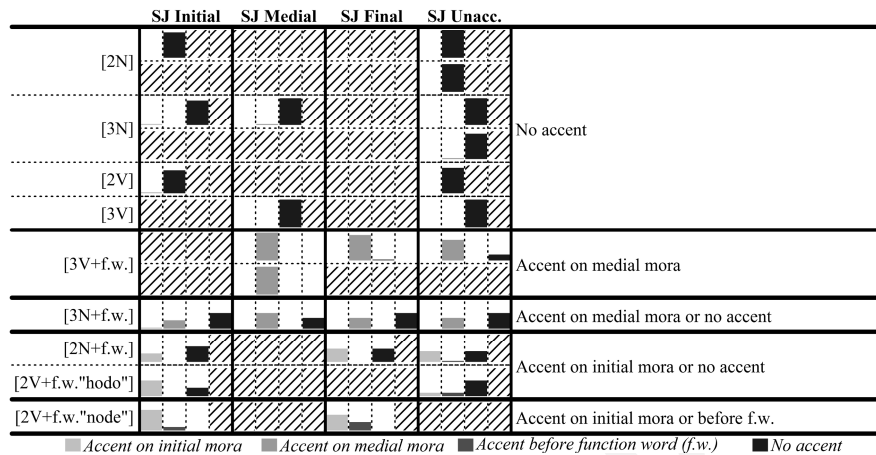 SJ Initial SJ Medial SJ Final SJ Unacc.
[2N]
[3N] No accent
[2V]
[3V]
[3V+f.w.] Accent on medial mora
[3N+f.w.] Accent on medial mora or no accent
[2N+f.w.] Accent on initial mora or no accent
[2V+f.w."hodo"]
[2V+f.w."node"] Accent on initial mora or before f.w.
Accent on initial mora Accent on medial mora Accent before function word (f.w.) No accent